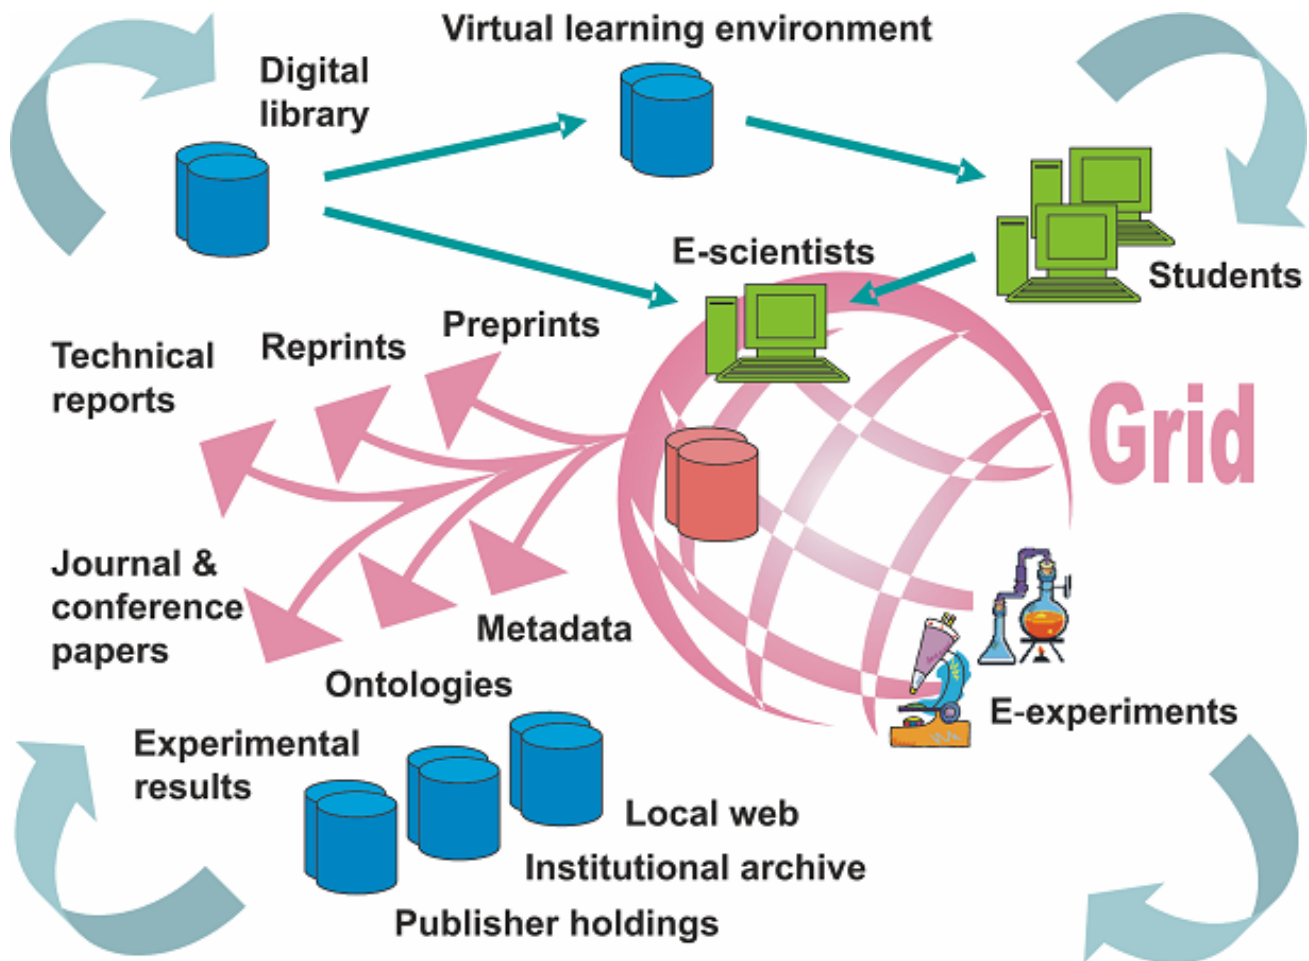 Virtual learning environment
Digital
library
E-scientists
Students
Preprints
Reprints
Technical
reports
Grid
Journal &
conference
papers
Metadata
Ontologies
E-experiments
Experimental
results
Local web
Institutional archive
Publisher holdings